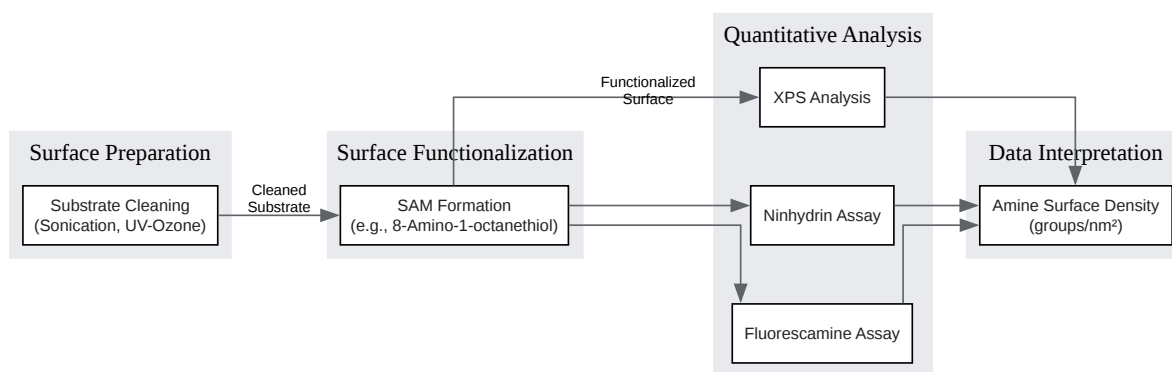 Surface Preparation
Substrate Cleaning
(Sonication, UV-Ozone)
Cleaned
Substrate
Surface Functionalization
SAM Formation
(e.g., 8-Amino-1-octanethiol)
Functionalized
Surface
Quantitative Analysis
XPS Analysis
Ninhydrin Assay
Fluorescamine Assay
Data Interpretation
Amine Surface Density
(groups/nm²)